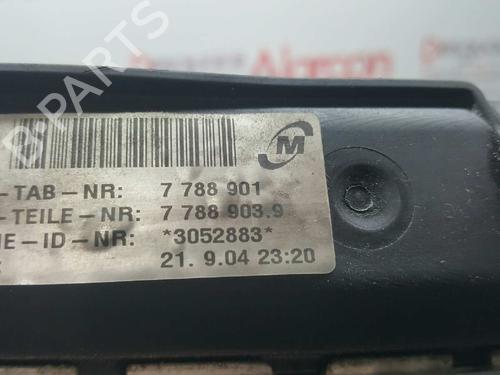 M
-TAB-NR: 7 788 901
-TEILE-NR: 7 788 903.9
E-ID-NR: *3052883*
: 21. 9.04 23:20
B-PARTS